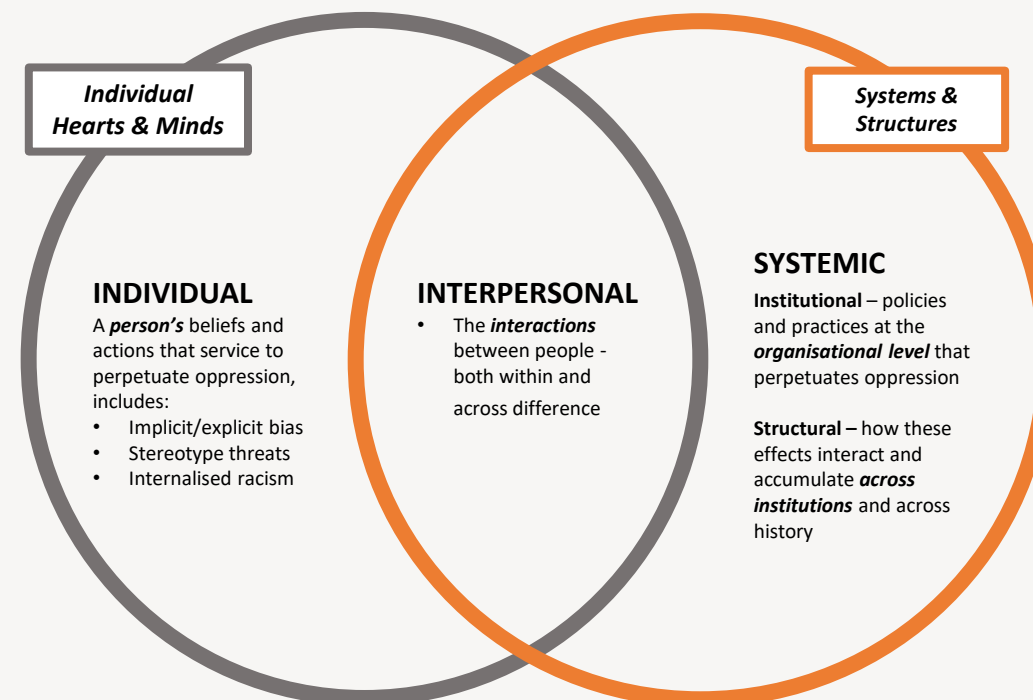 Individual
Hearts & Minds
Systems &
Structures
INDIVIDUAL
A person's beliefs and
actions that service to
perpetuate oppression,
includes:
• Implicit/explicit bias
• Stereotype threats
• Internalised racism
INTERPERSONAL
• The interactions
between people -
both within and
across difference
SYSTEMIC
Institutional – policies
and practices at the
organisational level that
perpetuates oppression
Structural – how these
effects interact and
accumulate across
institutions and across
history